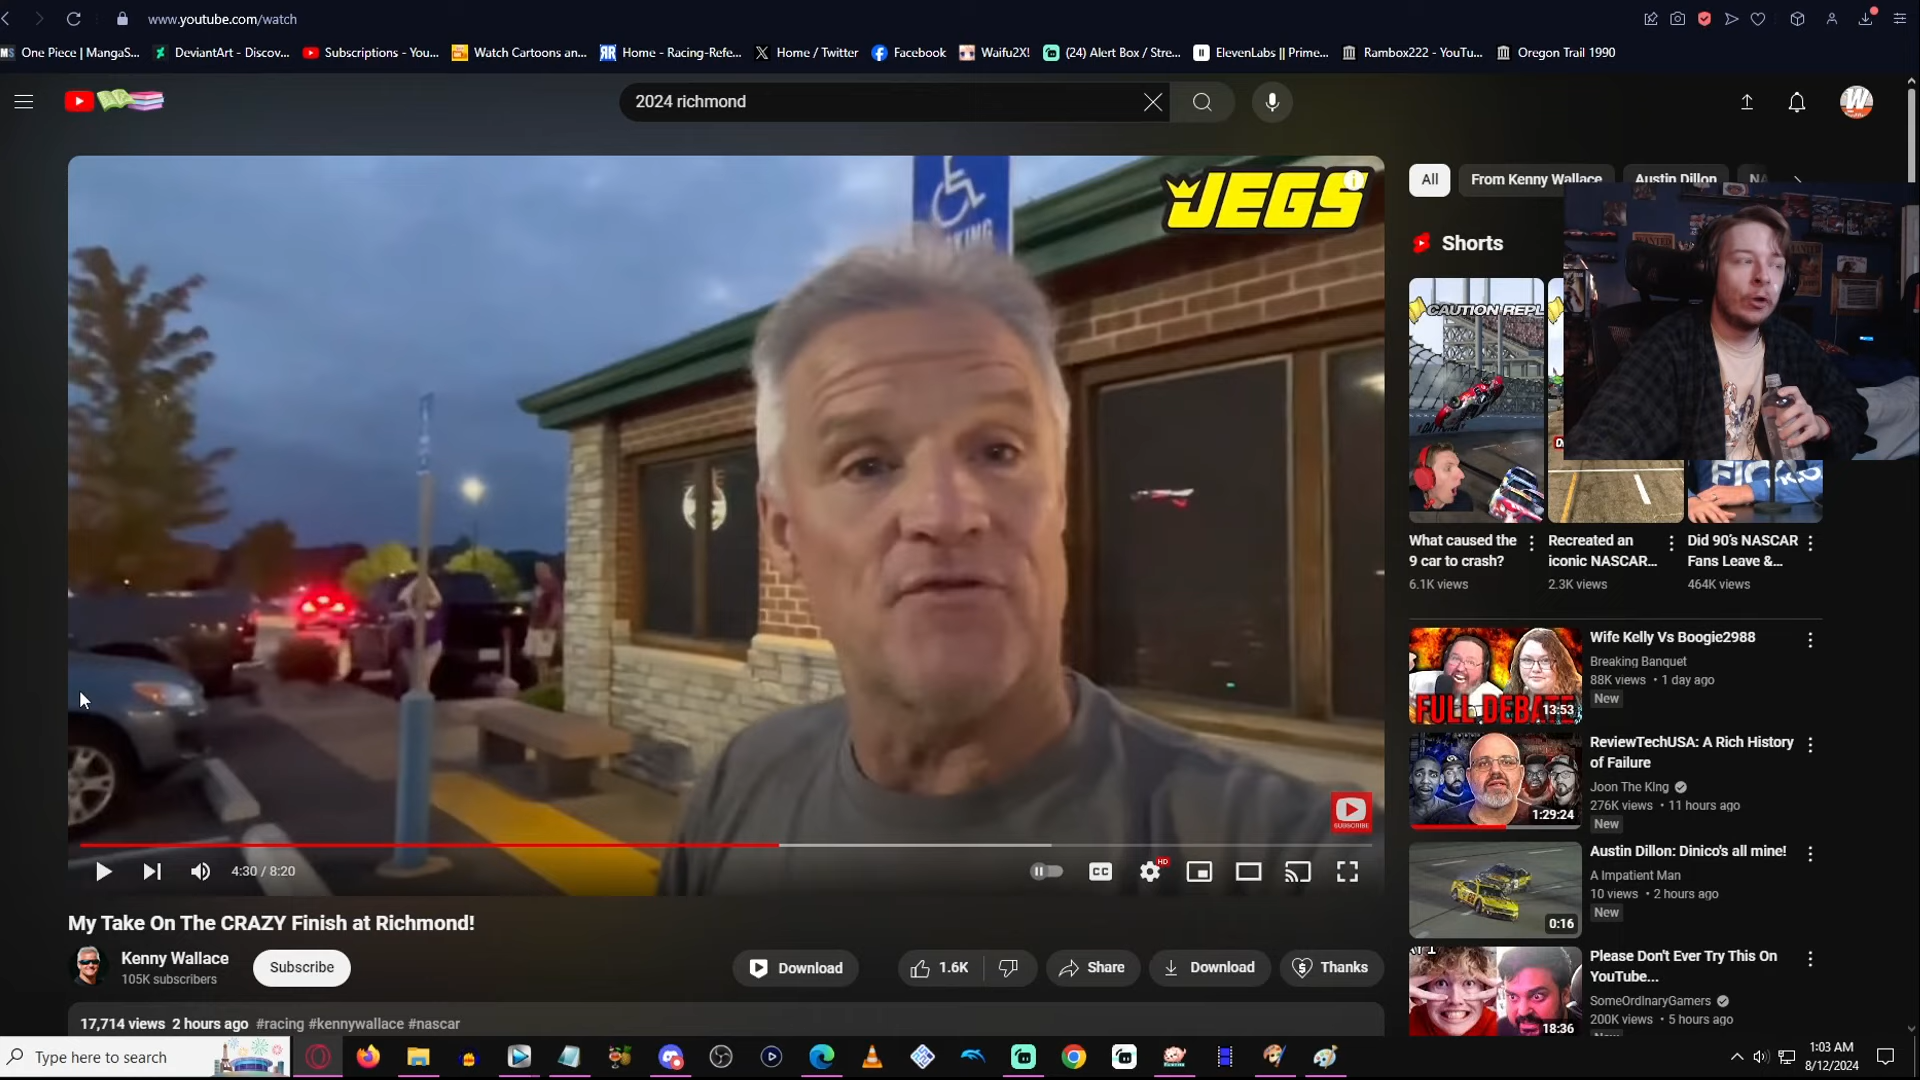 www.youtube.com/watch
One Piece | MangaS...
DeviantArt - Discov...
Subscriptions - You...
Watch Cartoons an...
Home - Racing-Refe...
Home / Twitter
Facebook
Waifu2X!
(24) Alert Box / Stre...
ElevenLabs || Prime...
Rambox222 - YouTu...
Oregon Trail 1990
2024 richmond
JEGS
All
From Kenny Wallace
Austin Dillon
NA
Shorts
CAUTION REPL
What caused the
9 car to crash?
6.1K views
Recreated an
iconic NASCAR...
2.3K views
Did 90's NASCAR
Fans Leave &...
464K views
Wife Kelly Vs Boogie2988
Breaking Banquet
88K views • 1 day ago
New
FULL DEBATE
13:53
ReviewTechUSA: A Rich History
of Failure
Joon The King
276K views • 11 hours ago
New
1:29:24
Austin Dillon: Dinico's all mine!
A Impatient Man
10 views • 2 hours ago
New
0:16
Please Don't Ever Try This On
YouTube...
SomeOrdinaryGamers
200K views • 5 hours ago
18:36
SUBSCRIBE
4:30 / 8:20
CC
HD
My Take On The CRAZY Finish at Richmond!
Kenny Wallace
105K subscribers
Subscribe
Download
1.6K
Share
Download
Thanks
17,714 views 2 hours ago #racing #kennywallace #nascar
Type here to search
1:03 AM
8/12/2024